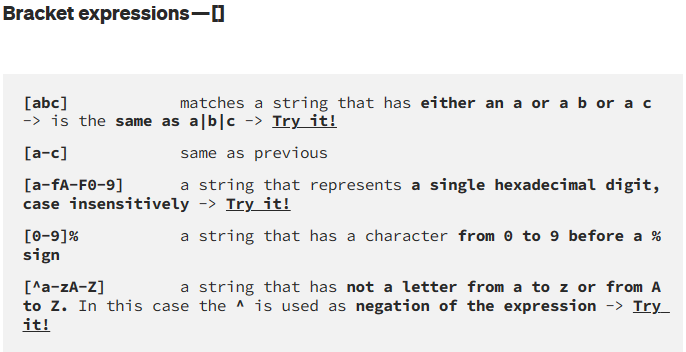 Bracket expressions — []
[abc] matches a string that has either an a or a b or a c
-> is the same as a|b|c -> Try it!
[a-c] same as previous
[a-fA-F0-9] a string that represents a single hexadecimal digit,
case insensitively -> Try it!
[0-9]% a string that has a character from 0 to 9 before a %
sign
[^a-zA-Z] a string that has not a letter from a to z or from A
to Z. In this case the ^ is used as negation of the expression -> Try
it!